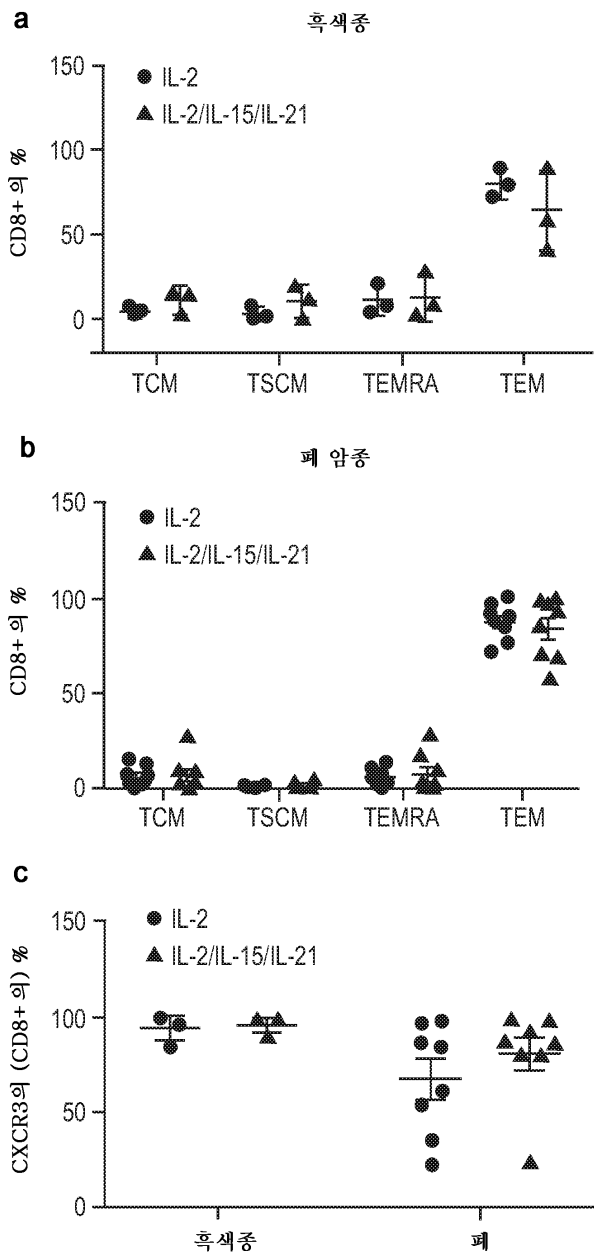 a
흑색종
150
100
50
0
CD8+ 의 %
IL-2
IL-2/IL-15/IL-21
TCM TSCM TEMRA TEM
b
폐 암종
150
100
50
0
CD8+ 의 %
IL-2
IL-2/IL-15/IL-21
TCM TSCM TEMRA TEM
c
150
100
50
0
CXCR3의 (CD8+ 의) %
IL-2
IL-2/IL-15/IL-21
흑색종 폐